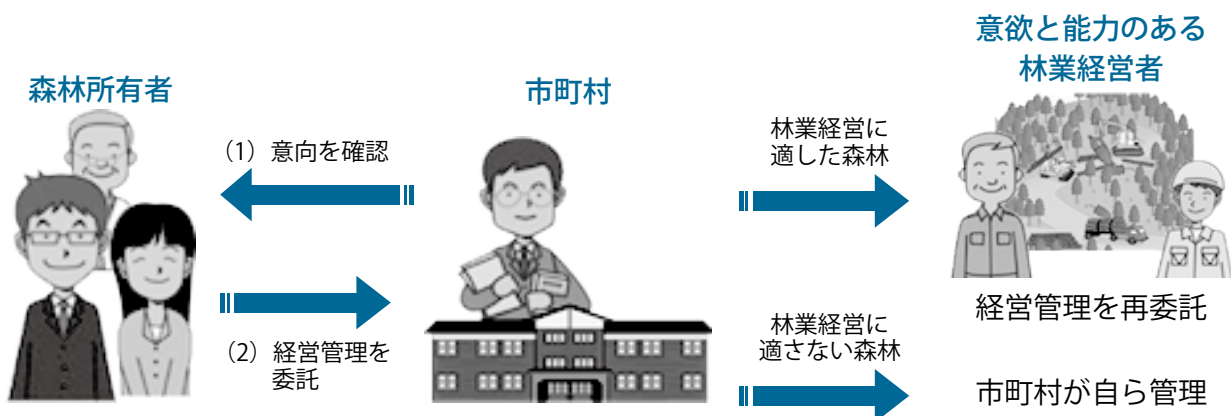 森林所有者
(1) 意向を確認
(2) 経営管理を
委託
市町村
林業経営に
適した森林
林業経営に
適さない森林
意欲と能力のある
林業経営者
経営管理を再委託
市町村が自ら管理